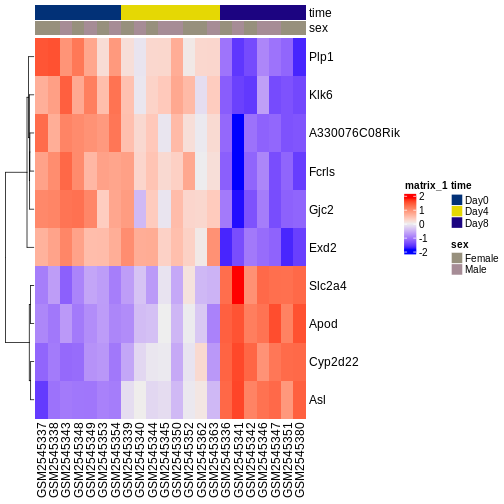 time
sex
Plp1
Klk6
A330076C08Rik
Fcrls
Gjc2
Exd2
Slc2a4
Apod
Cyp2d22
Asl
matrix_1
2
1
0
-1
-2
time
Day0
Day4
Day8
sex
Female
Male
GSM2545337
GSM2545338
GSM2545343
GSM2545348
GSM2545349
GSM2545353
GSM2545354
GSM2545339
GSM2545340
GSM2545344
GSM2545345
GSM2545350
GSM2545352
GSM2545362
GSM2545363
GSM2545336
GSM2545341
GSM2545342
GSM2545346
GSM2545347
GSM2545351
GSM2545380